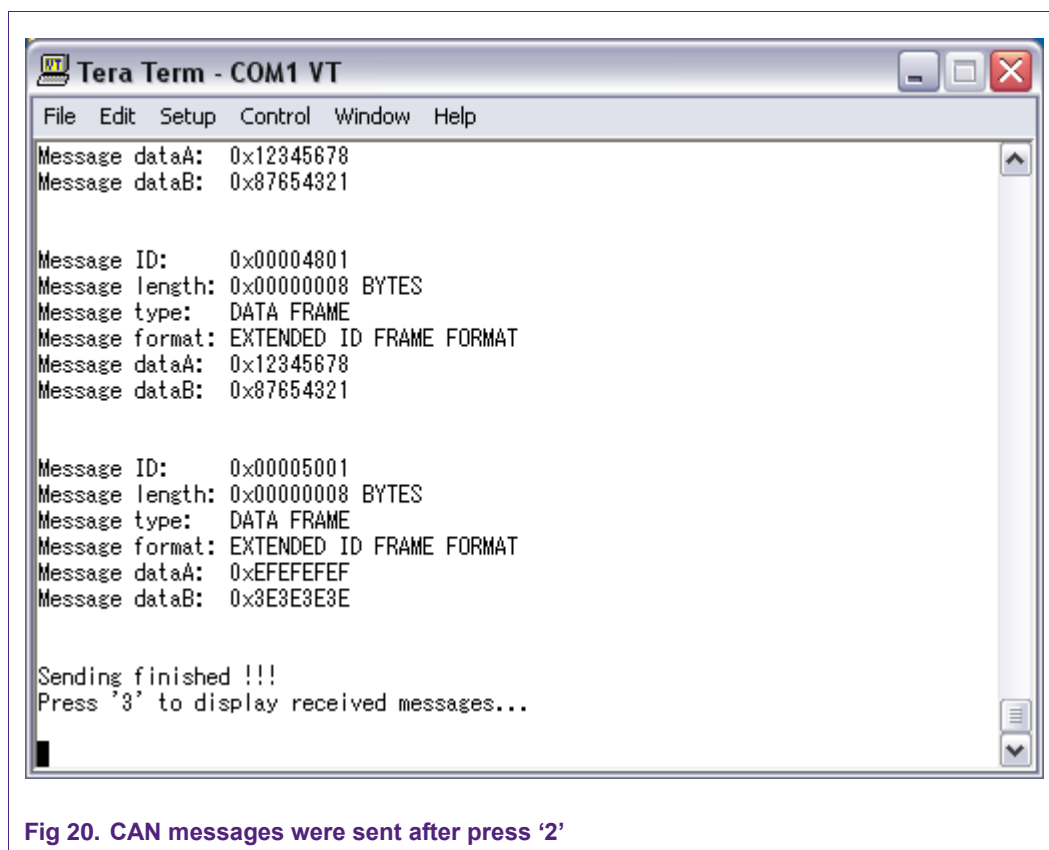 Tera Term - COM1 VT
File Edit Setup Control Window Help
Message dataA: 0x12345678
Message dataB: 0x87654321
Message ID: 0x00004801
Message length: 0x00000008 BYTES
Message type: DATA FRAME
Message format: EXTENDED ID FRAME FORMAT
Message dataA: 0x12345678
Message dataB: 0x87654321
Message ID: 0x00005001
Message length: 0x00000008 BYTES
Message type: DATA FRAME
Message format: EXTENDED ID FRAME FORMAT
Message dataA: 0xEFEFEFEF
Message dataB: 0x3E3E3E3E
Sending finished !!!
Press '3' to display received messages...
Fig 20. CAN messages were sent after press ‘2’